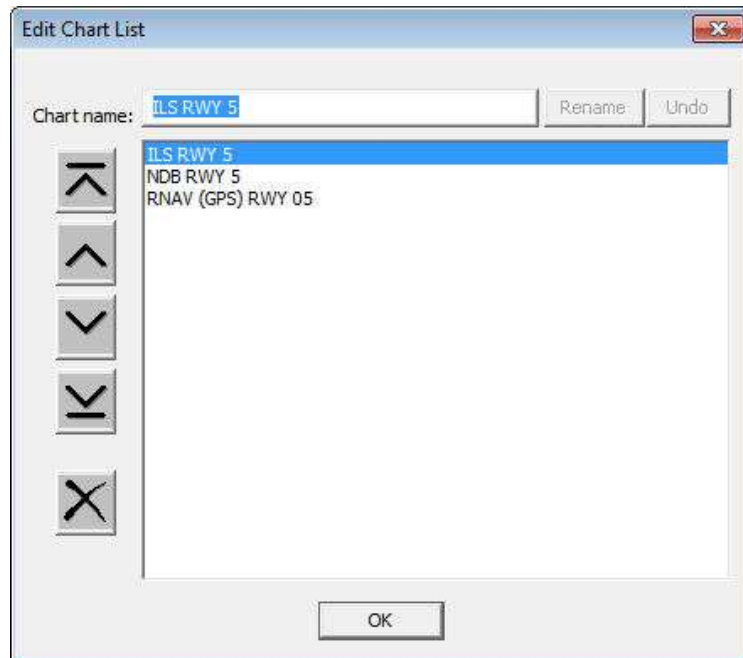 Edit Chart List
Chart name: ILS RWY 5 Rename Undo
ILS RWY 5
NDB RWY 5
RNAV (GPS) RWY 05
OK